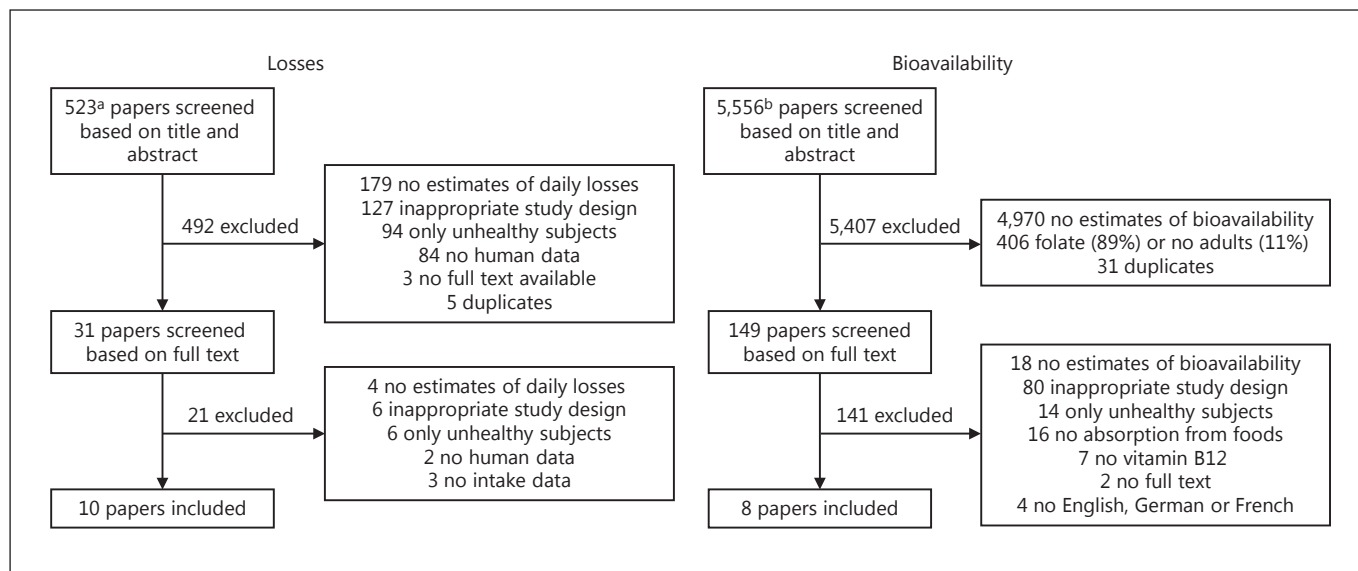 Losses
523a papers screened
based on title and
abstract
492 excluded
179 no estimates of daily losses
127 inappropriate study design
94 only unhealthy subjects
84 no human data
3 no full text available
5 duplicates
31 papers screened
based on full text
21 excluded
4 no estimates of daily losses
6 inappropriate study design
6 only unhealthy subjects
2 no human data
3 no intake data
10 papers included
Bioavailability
5,556b papers screened
based on title and
abstract
5,407 excluded
4,970 no estimates of bioavailability
406 folate (89%) or no adults (11%)
31 duplicates
149 papers screened
based on full text
141 excluded
18 no estimates of bioavailability
80 inappropriate study design
14 only unhealthy subjects
16 no absorption from foods
7 no vitamin B12
2 no full text
4 no English, German or French
8 papers included